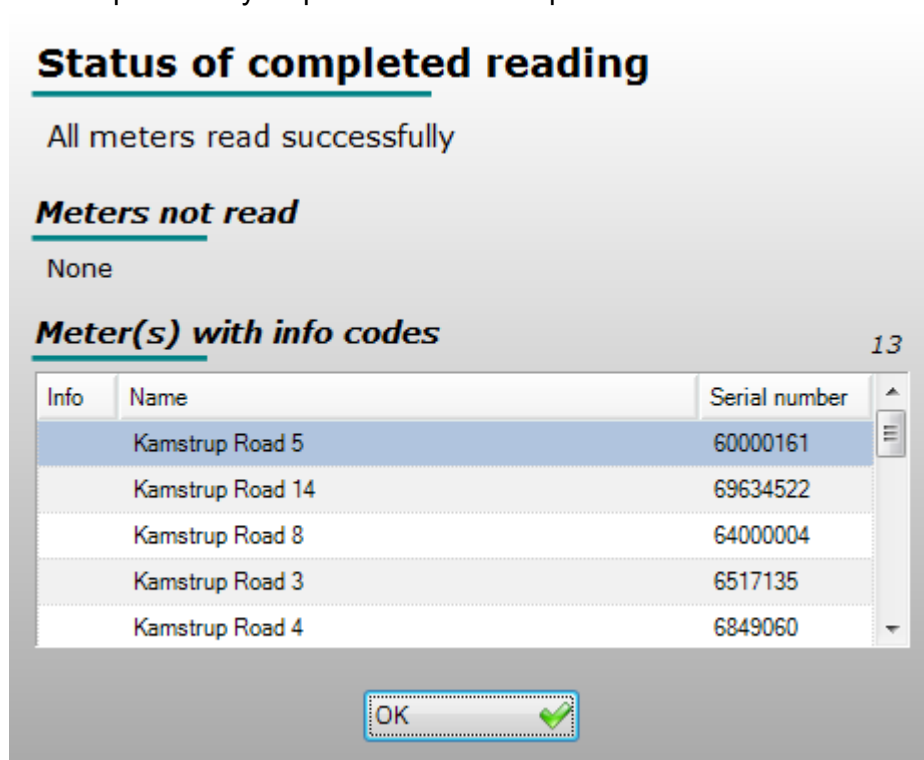 Status of completed reading
All meters read successfully
Meters not read
None
Meter(s) with info codes
13
Info Name Serial number
Kamstrup Road 5 60000161
Kamstrup Road 14 69634522
Kamstrup Road 8 64000004
Kamstrup Road 3 6517135
Kamstrup Road 4 6849060
OK